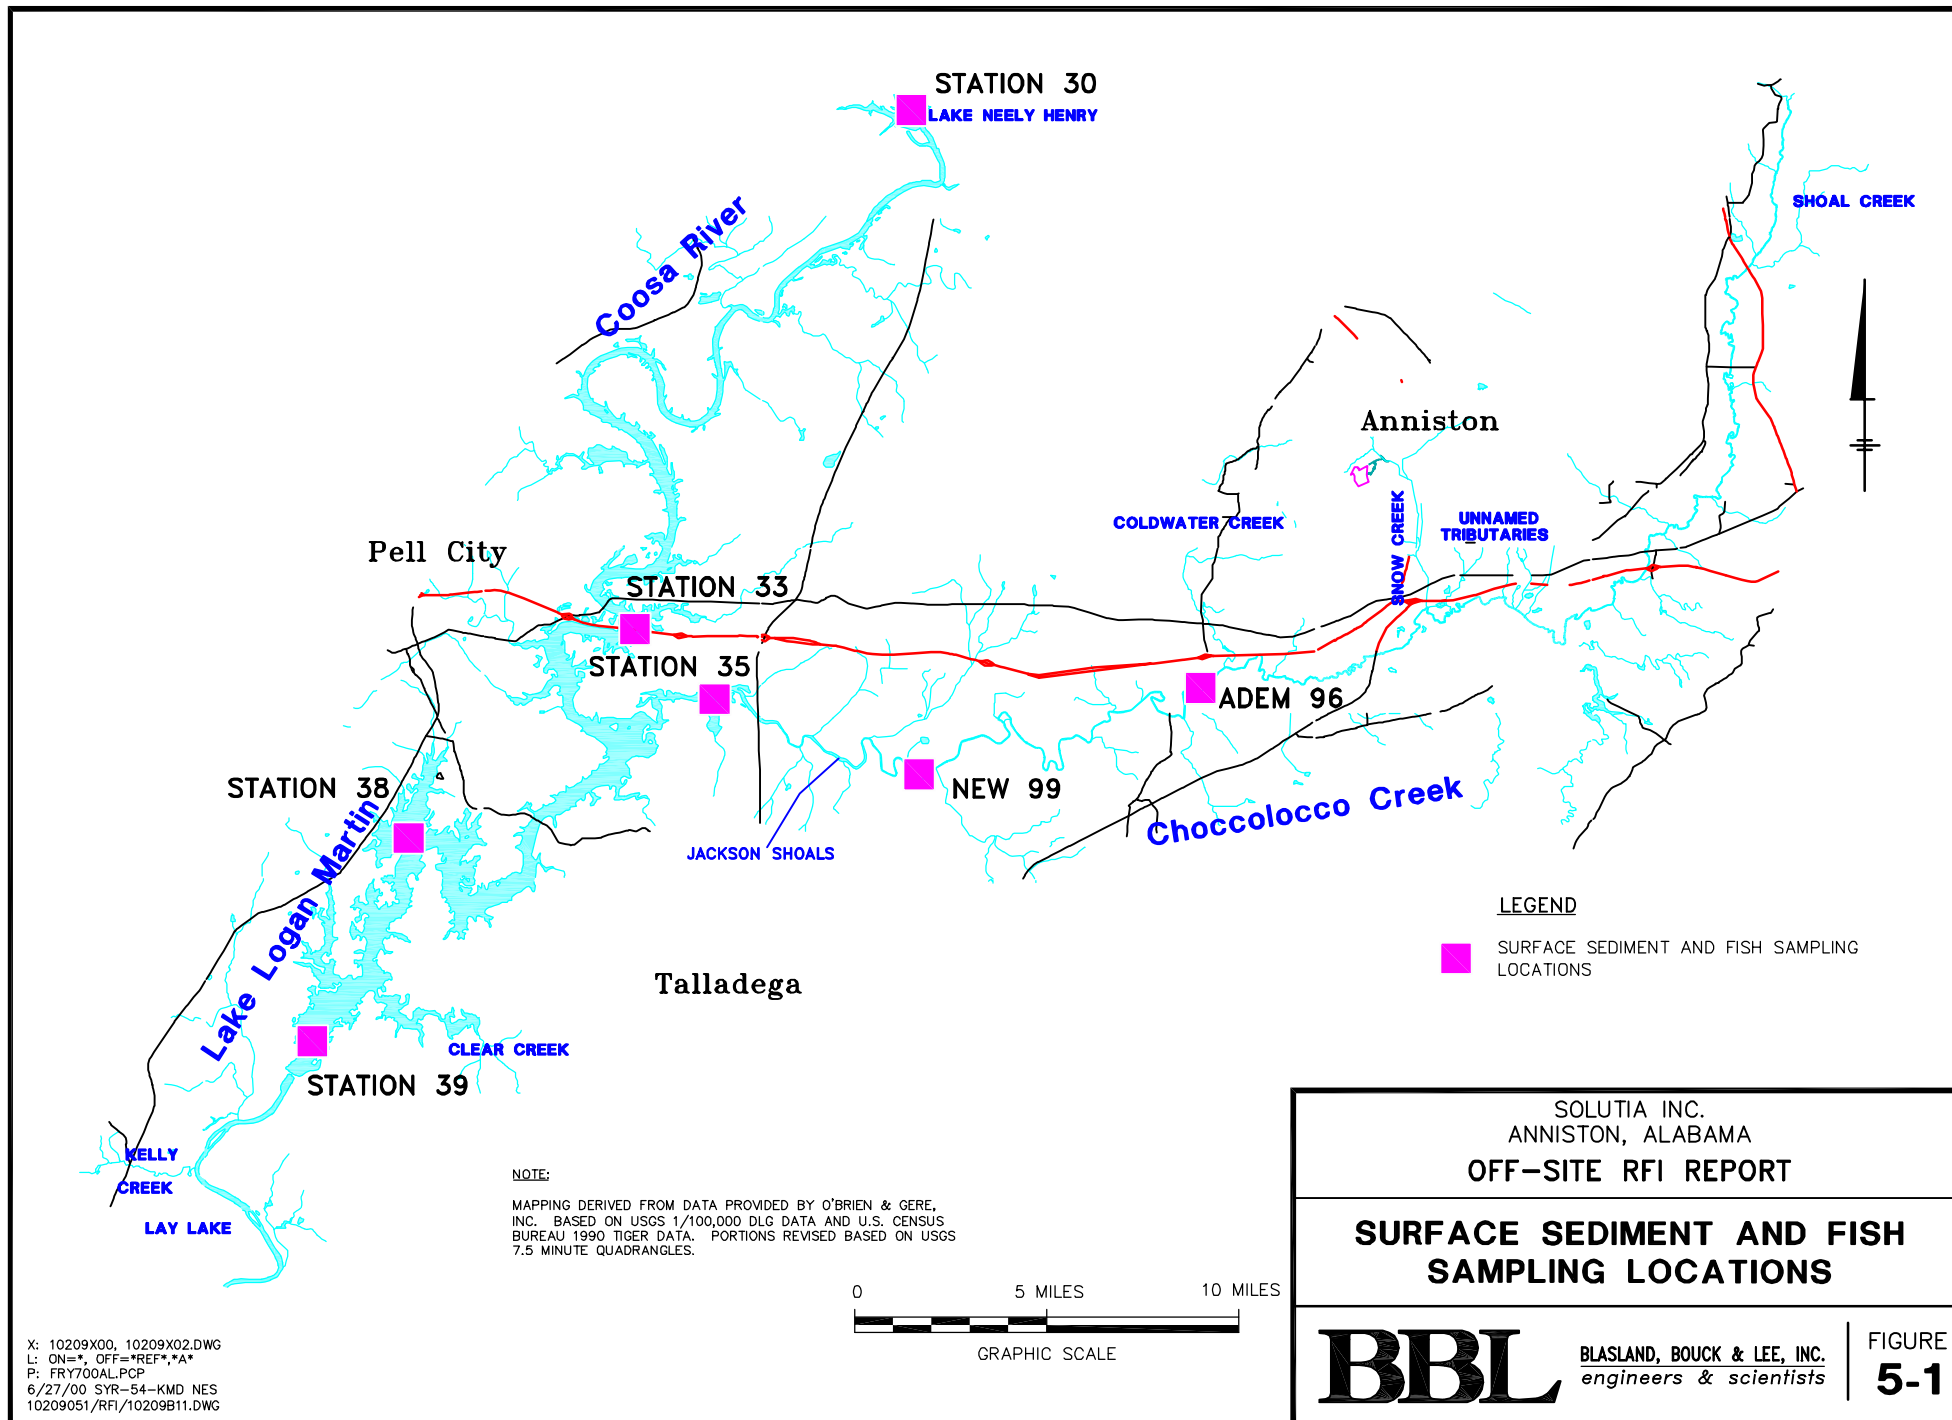 STATION 30
LAKE NEELY HENRY
Coosa River
SHOAL CREEK
Anniston
COLDWATER CREEK
SNOW CREEK
UNNAMED
TRIBUTARIES
Pell City
STATION 33
STATION 35
ADEM 96
STATION 38
NEW 99
Choccolocco Creek
JACKSON SHOALS
Lake Logan Martin
Talladega
CLEAR CREEK
STATION 39
KELLY
CREEK
LAY LAKE
LEGEND
SURFACE SEDIMENT AND FISH SAMPLING
LOCATIONS
NOTE:
MAPPING DERIVED FROM DATA PROVIDED BY O'BRIEN & GERE,
INC. BASED ON USGS 1/100,000 DLG DATA AND U.S. CENSUS
BUREAU 1990 TIGER DATA. PORTIONS REVISED BASED ON USGS
7.5 MINUTE QUADRANGLES.
0 5 MILES 10 MILES
GRAPHIC SCALE
X: 10209X00, 10209X02.DWG
L: ON=*, OFF=*REF*,*A*
P: FRY700AL.PCP
6/27/00 SYR-54-KMD NES
10209051/RFI/10209B11.DWG
SOLUTIA INC.
ANNISTON, ALABAMA
OFF-SITE RFI REPORT
SURFACE SEDIMENT AND FISH
SAMPLING LOCATIONS
BBL
BLASLAND, BOUCK & LEE, INC.
engineers & scientists
FIGURE
5-1